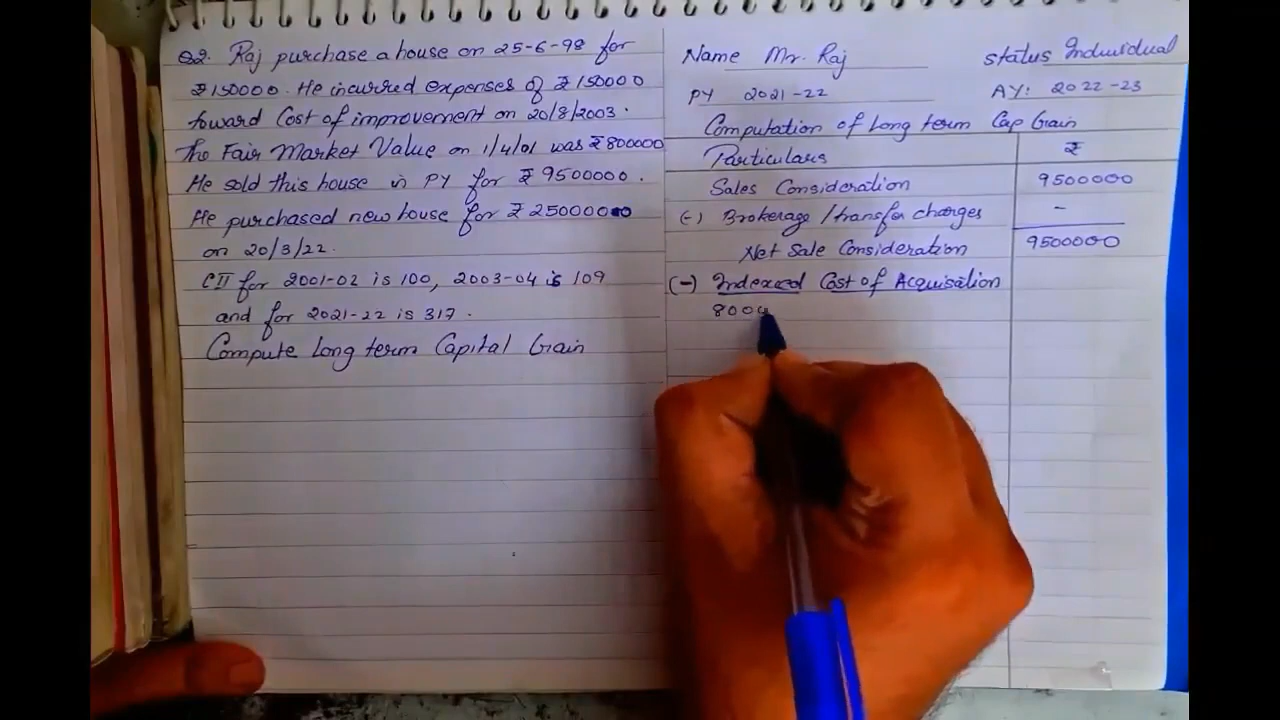 Q2. Raj purchase a house on 25-6-98 for
₹150000. He incurred expenses of ₹150000
toward Cost of improvement on 20/8/2003.
The Fair Market Value on 1/4/01 was ₹800000
He sold this house in PY for ₹9500000.
He purchased new house for ₹2500000
on 20/3/22.
CII for 2001-02 is 100, 2003-04 is 109
and for 2021-22 is 317.
Compute Long term Capital Gain
Name Mr. Raj status Individual
PY 2021-22 AY: 2022-23
Computation of Long term Cap Gain
Particulars ₹
Sales Consideration 9500000
(-) Brokerage/transfer charges -
Net Sale Consideration 9500000
(-) Indexed Cost of Acquisation
8000